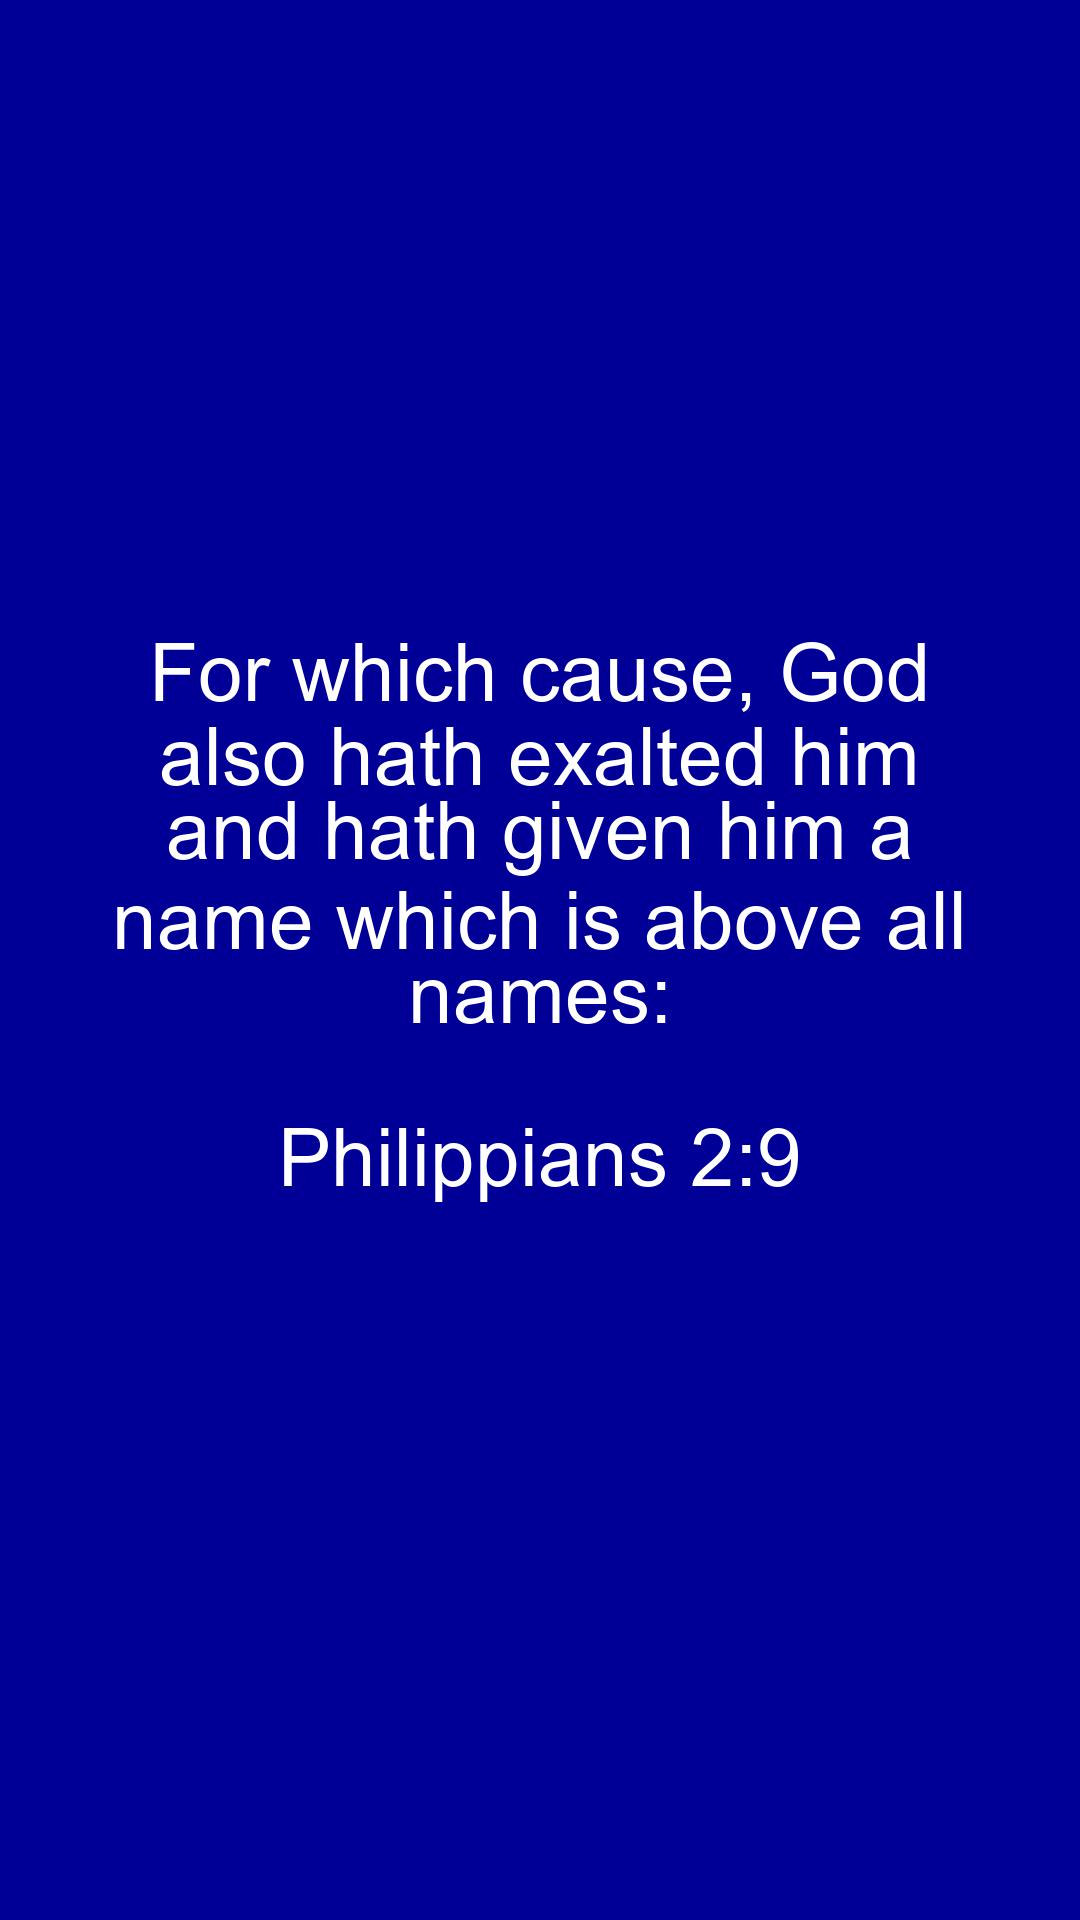 For which cause, God
also hath exalted him
and hath given him a
name which is above all
names:
Philippians 2:9